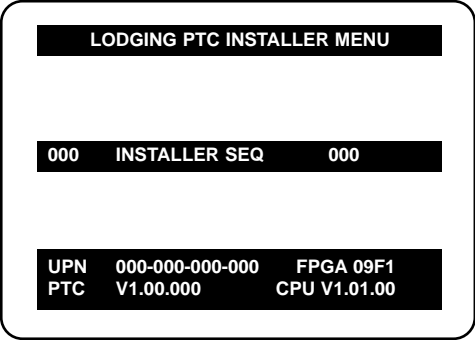 LODGING PTC INSTALLER MENU
000 INSTALLER SEQ 000
UPN 000-000-000-000 FPGA 09F1
PTC V1.00.000 CPU V1.01.00